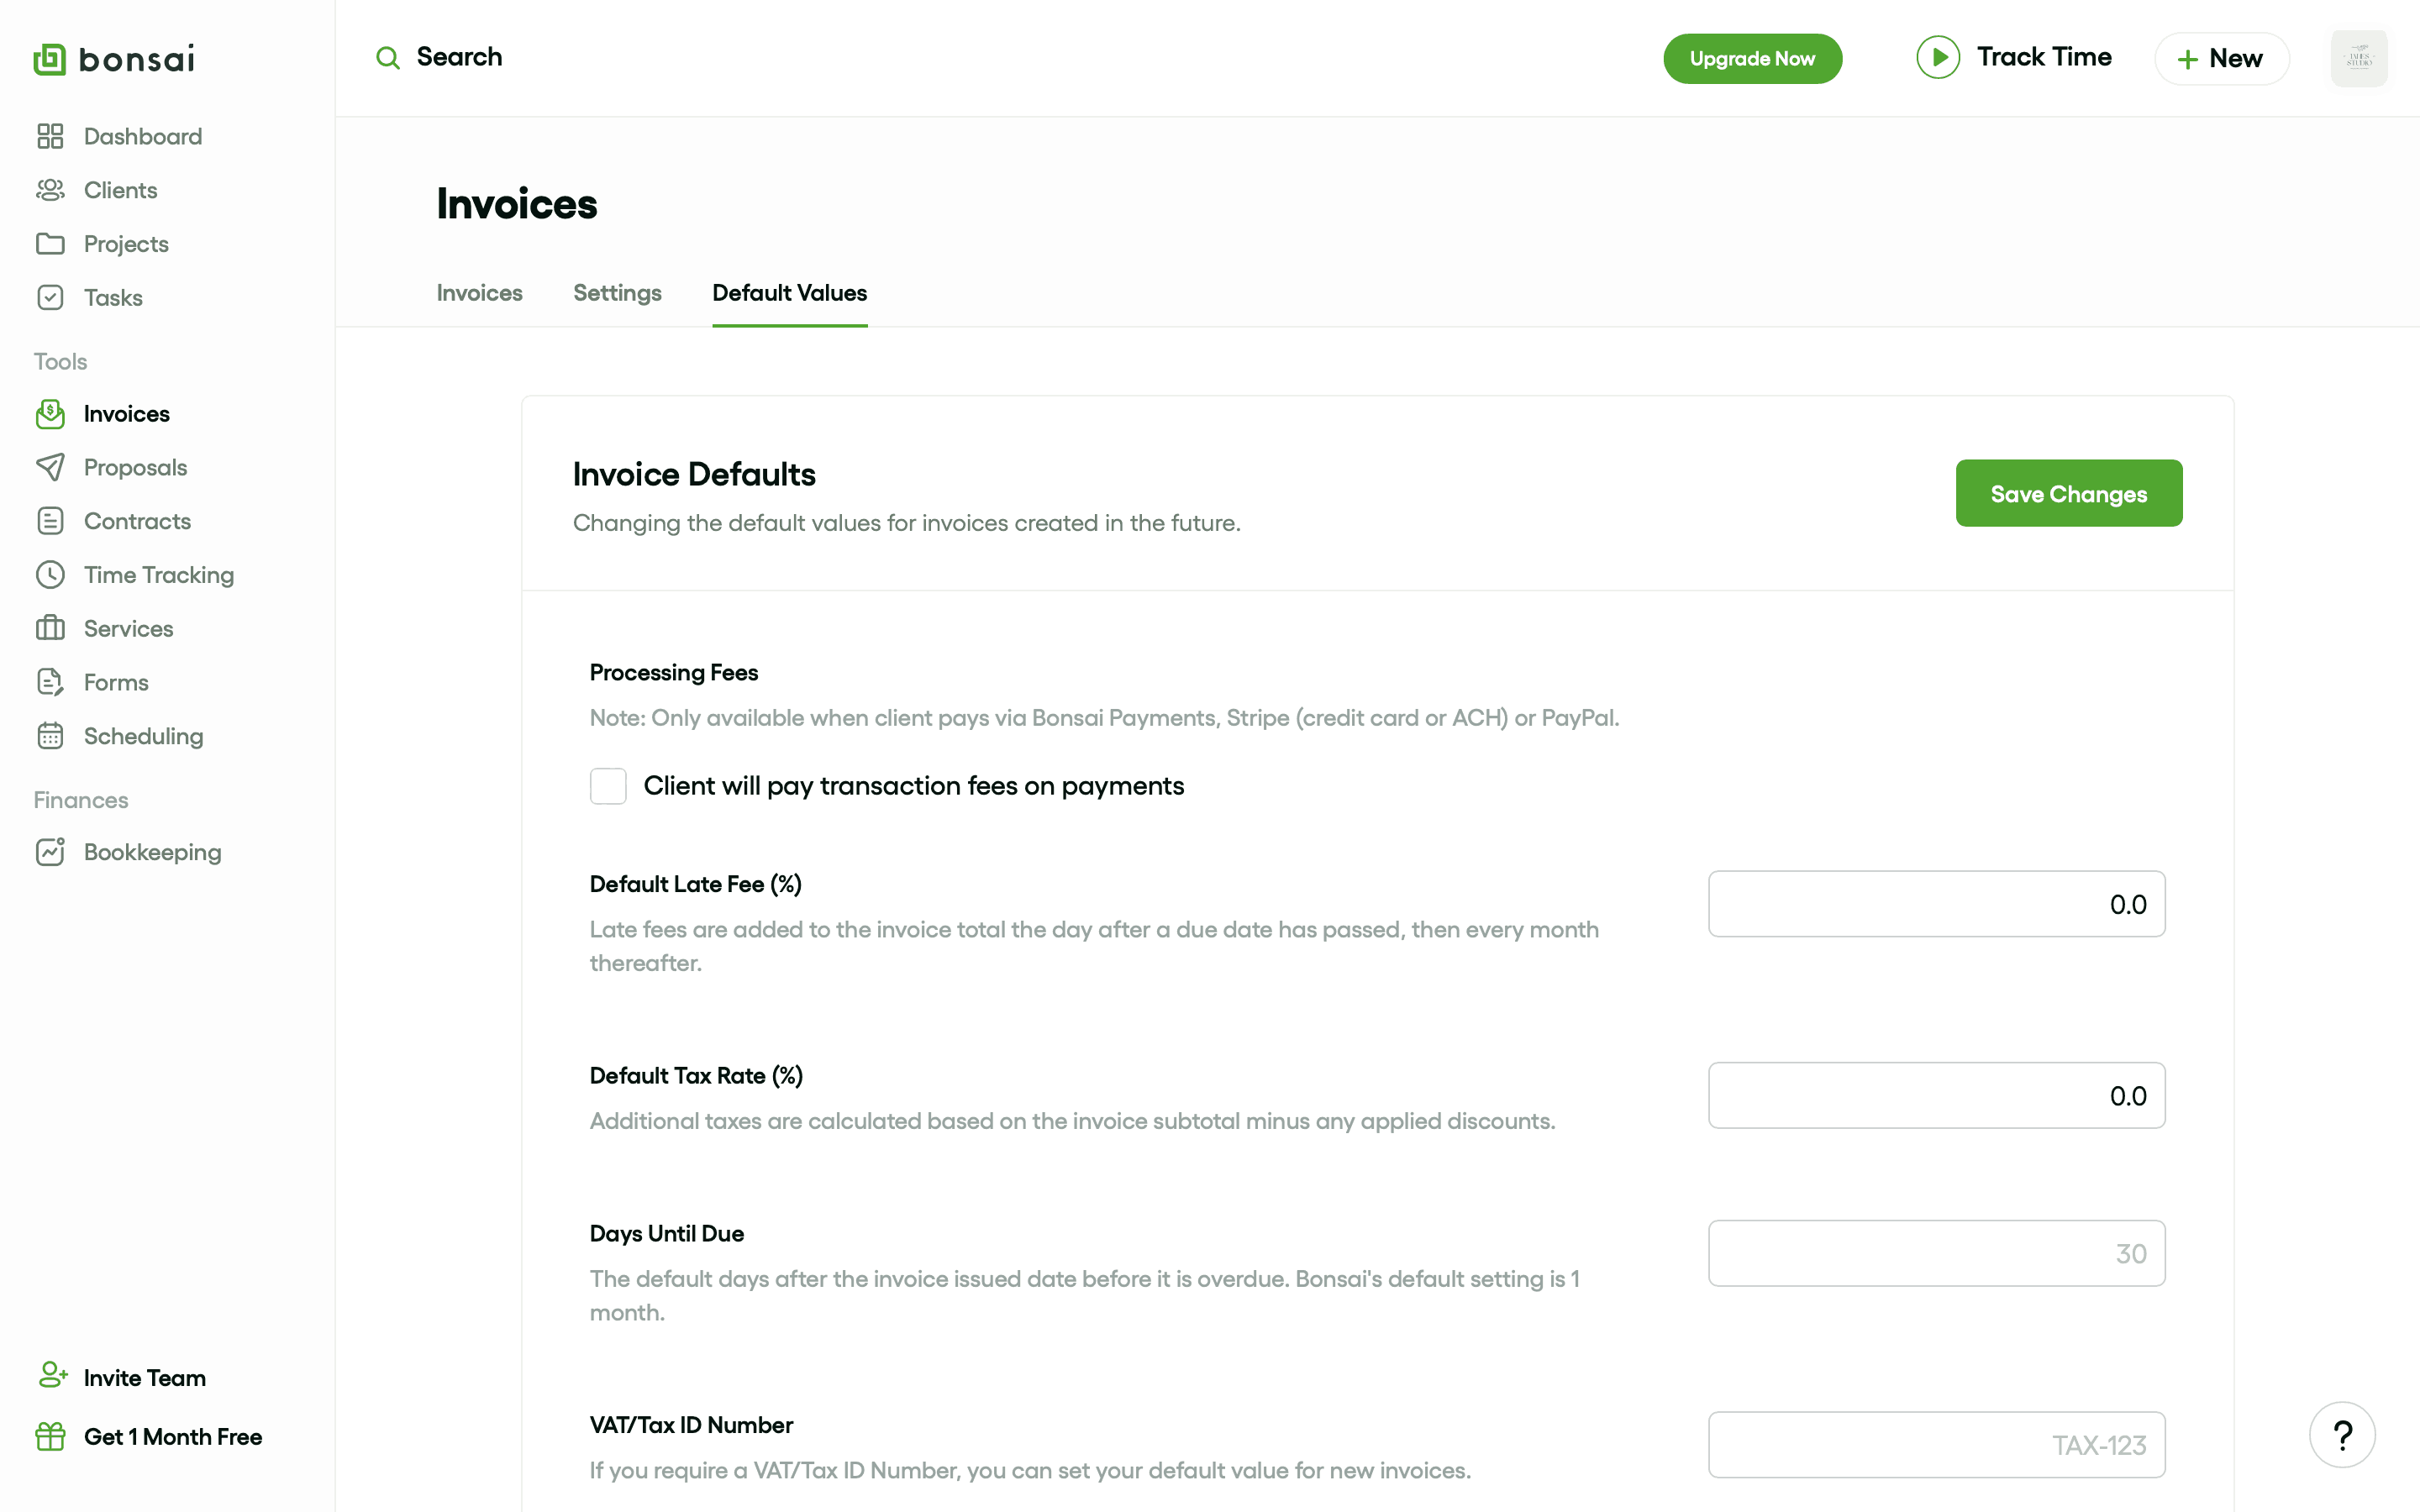 bonsai
Search
Upgrade Now
Track Time
New
Dashboard
Clients
Projects
Tasks
Tools
Invoices
Proposals
Contracts
Time Tracking
Services
Forms
Scheduling
Finances
Bookkeeping
Invite Team
Get 1 Month Free
Invoices
Invoices Settings Default Values
Invoice Defaults
Changing the default values for invoices created in the future.
Save Changes
Processing Fees
Note: Only available when client pays via Bonsai Payments, Stripe (credit card or ACH) or PayPal.
Client will pay transaction fees on payments
Default Late Fee (%)
Late fees are added to the invoice total the day after a due date has passed, then every month
thereafter.
0.0
Default Tax Rate (%)
Additional taxes are calculated based on the invoice subtotal minus any applied discounts.
0.0
Days Until Due
The default days after the invoice issued date before it is overdue. Bonsai's default setting is 1
month.
30
VAT/Tax ID Number
If you require a VAT/Tax ID Number, you can set your default value for new invoices.
TAX-123
?